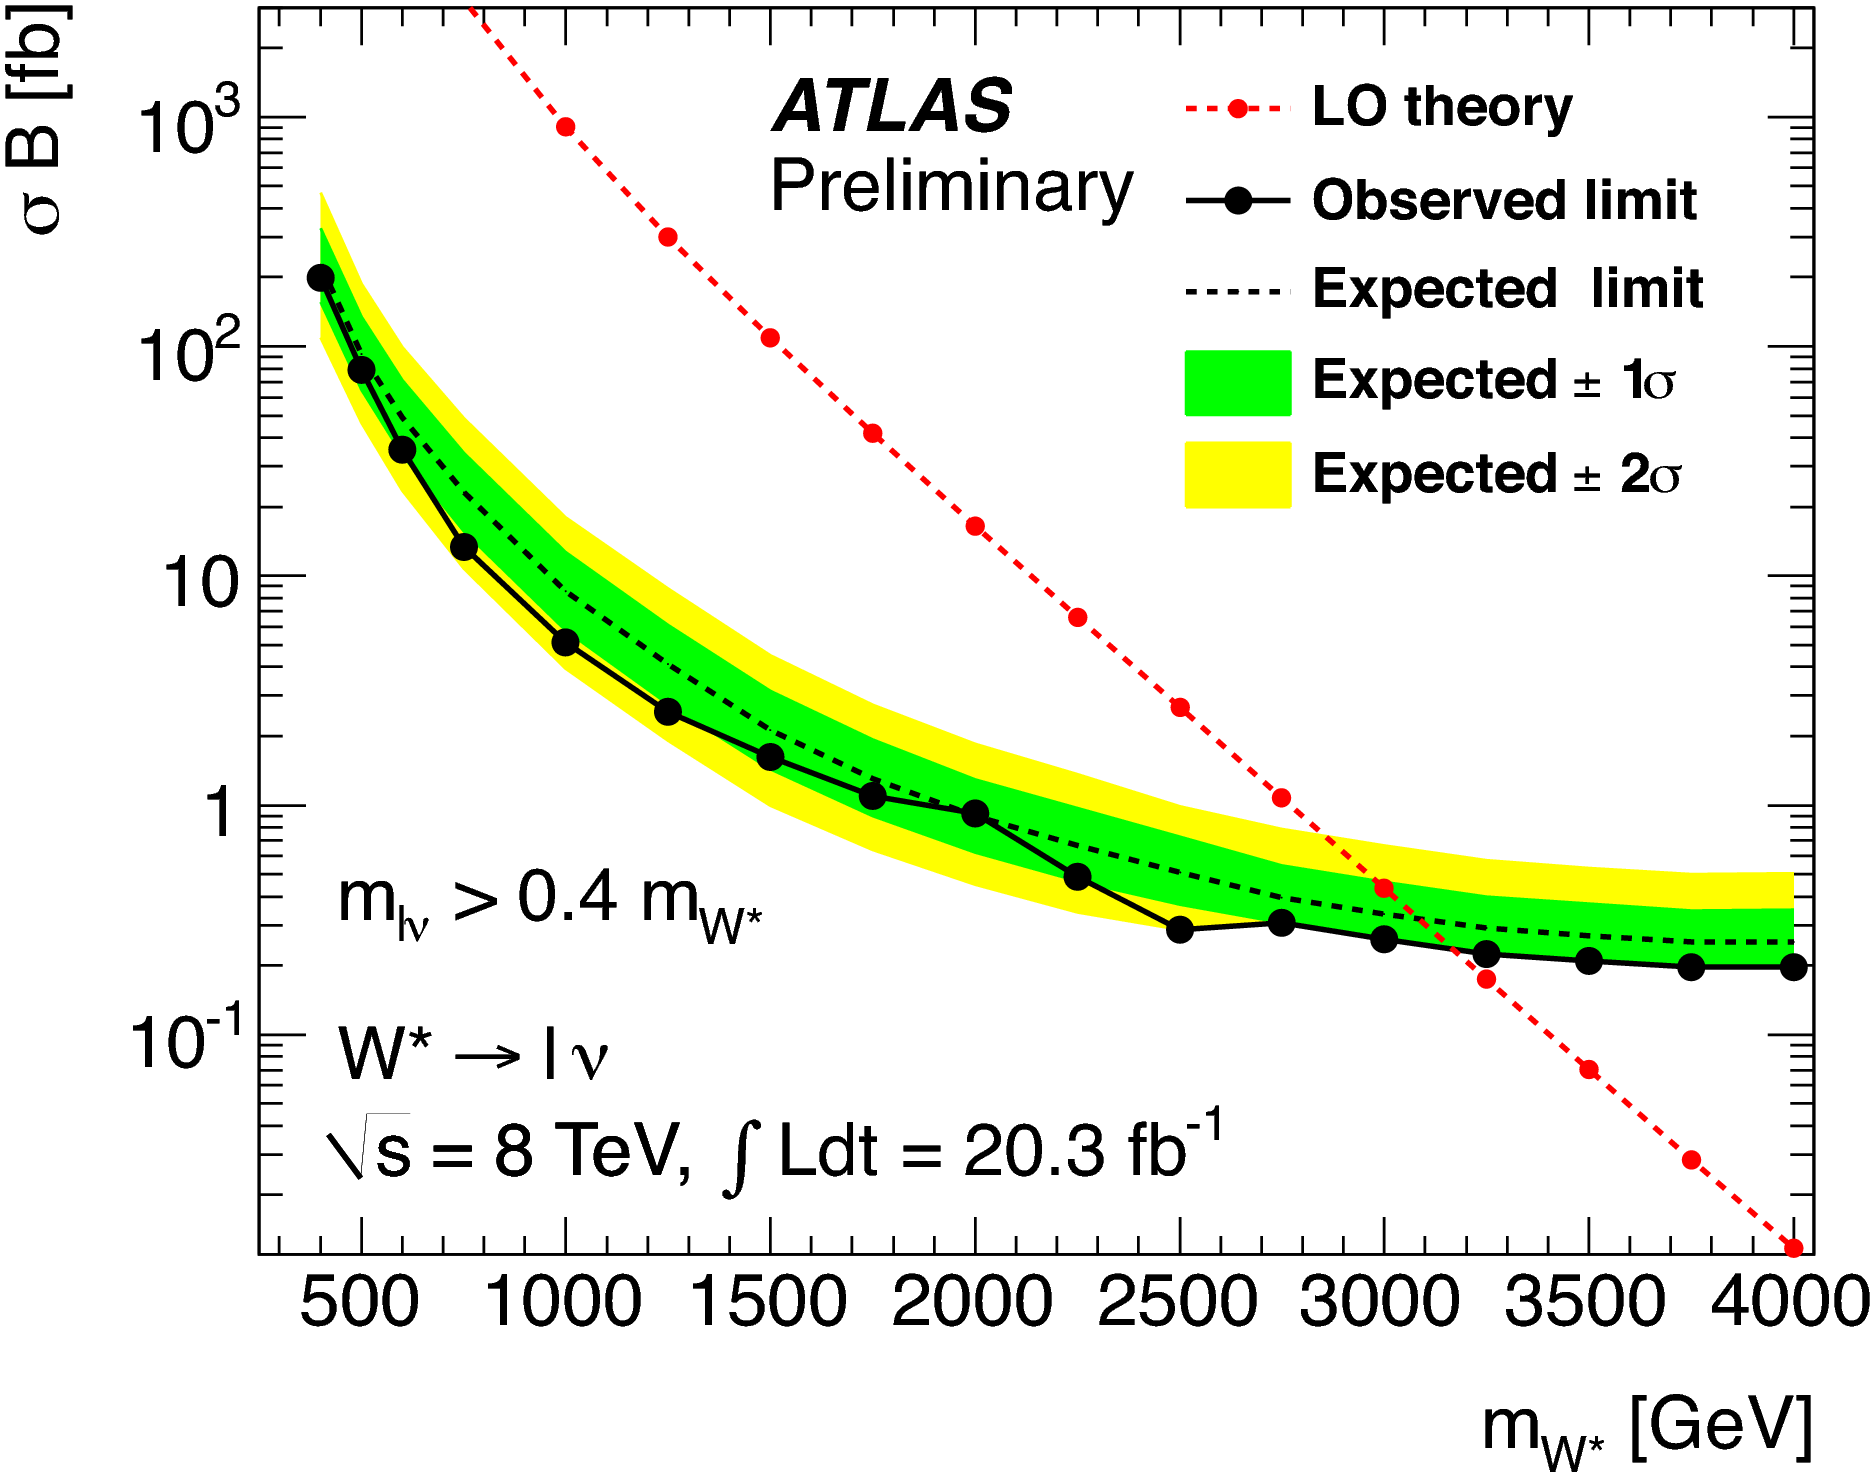 σ B [fb]
10³
10²
10
1
10⁻¹
ATLAS
Preliminary
LO theory
Observed limit
Expected limit
Expected ± 1σ
Expected ± 2σ
m_lν > 0.4 m_W*
W* → l ν
√s = 8 TeV, ∫ Ldt = 20.3 fb⁻¹
500 1000 1500 2000 2500 3000 3500 4000
m_W* [GeV]